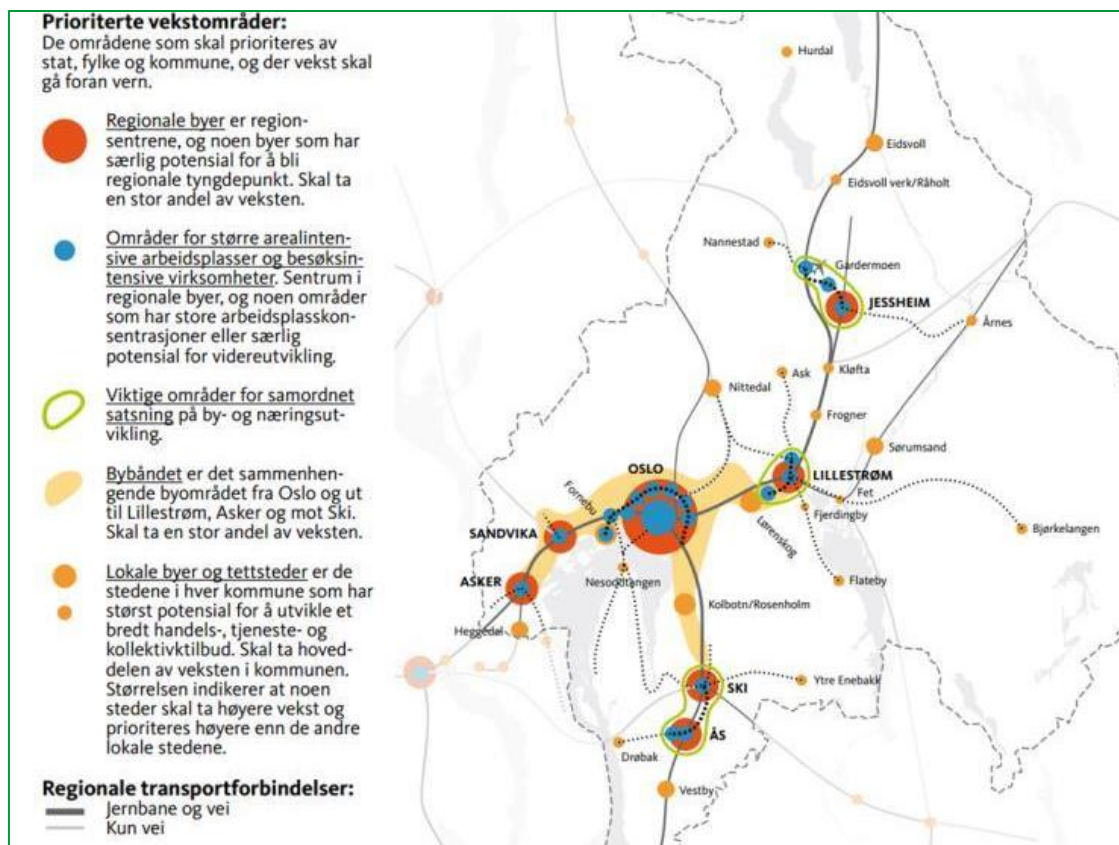 Prioriterte vekstområder:
De områdene som skal prioriteres av
stat, fylke og kommune, og der vekst skal
gå foran vern.
Regionale byer er region-
sentrene, og noen byer som har
særlig potensial for å bli
regionale tyngdepunkt. Skal ta
en stor andel av veksten.
Områder for større arealinten-
sive arbeidsplasser og besøksin-
tensive virksomheter. Sentrum i
regionale byer, og noen områder
som har store arbeidsplasskon-
sentrasjoner eller særlig
potensial for videreutvikling.
Viktige områder for samordnet
satsning på by- og næringsut-
vikling.
Bybåndet er det sammenhen-
gende byområdet fra Oslo og ut
til Lillestrøm, Asker og mot Ski.
Skal ta en stor andel av veksten.
Lokale byer og tettsteder er de
stedene i hver kommune som har
størst potensial for å utvikle et
bredt handels-, tjeneste- og
kollektivktilbud. Skal ta hoved-
delen av veksten i kommunen.
Størrelsen indikerer at noen
steder skal ta høyere vekst og
prioriteres høyere enn de andre
lokale stedene.
Regionale transportforbindelser:
Jernbane og vei
Kun vei
Hurdal
Eidsvoll
Eidsvoll verk/Råholt
Nannestad
Gardermoen
JESSHEIM
Årnes
Ask
Kløfta
Nittedal
Frogner
Sørumsand
OSLO
LILLESTRØM
Fornebu
Fet
Lørenskog
Fjerdingby
Bjørkelangen
SANDVIKA
ASKER
Nesoddtangen
Flateby
Kolbotn/Rosenholm
Heggedal
SKI
Ytre Enebakk
ÅS
Drøbak
Vestby